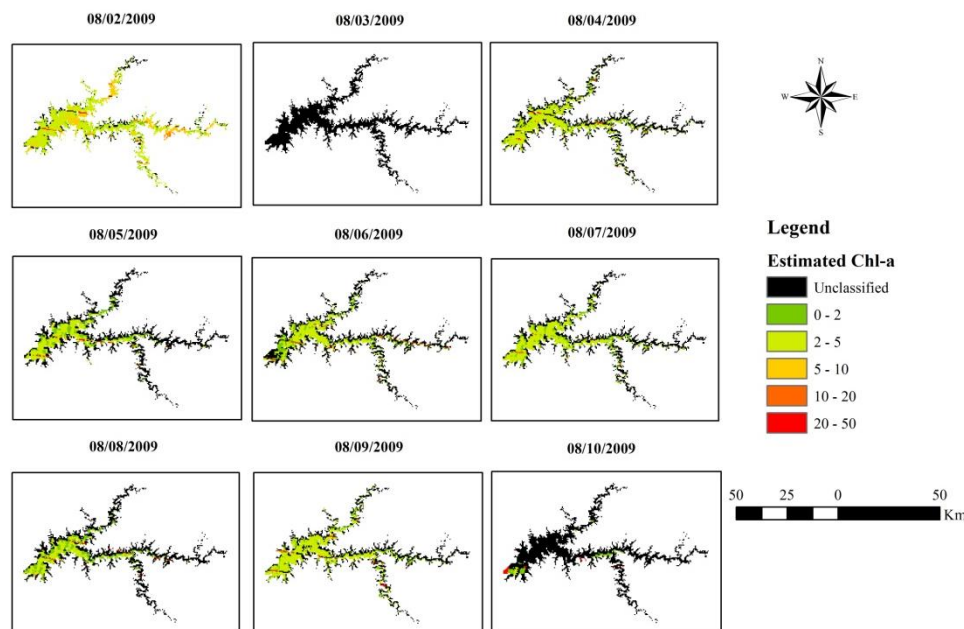 08/02/2009
08/03/2009
08/04/2009
N
W
E
S
08/05/2009
08/06/2009
08/07/2009
Legend
Estimated Chl-a
Unclassified
0 - 2
2 - 5
5 - 10
10 - 20
20 - 50
08/08/2009
08/09/2009
08/10/2009
50 25 0 50
Km